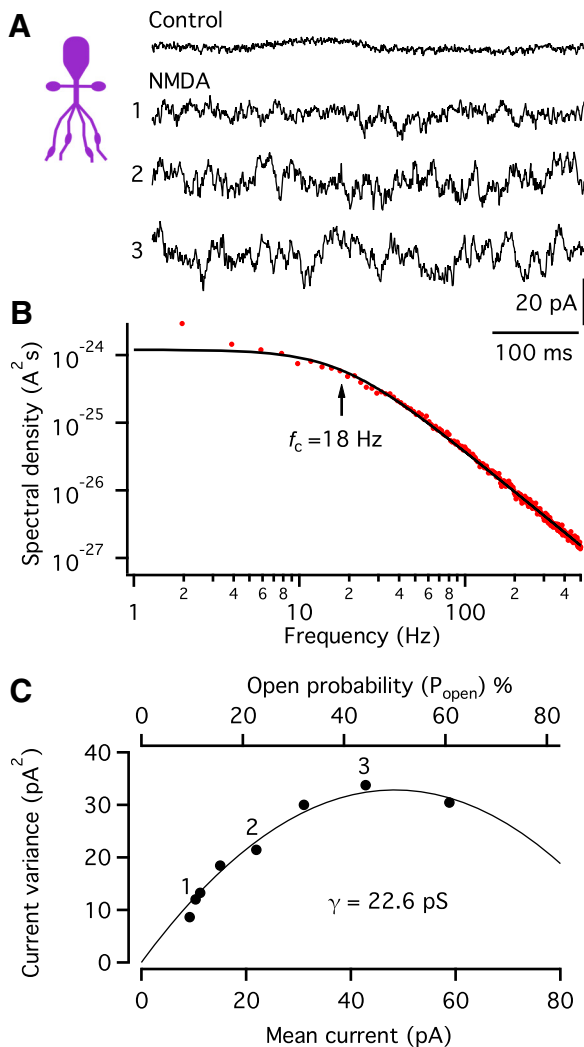 A
Control
NMDA
1
2
3
20 pA
100 ms
B
Spectral density (A²s)
10⁻²⁴
10⁻²⁵
10⁻²⁶
10⁻²⁷
f_c =18 Hz
2 4 6 8 2 4 6 8 2 4
1 10 100
Frequency (Hz)
C
Open probability (P_open) %
0 20 40 60 80
Current variance (pA²)
40
30
20
10
0
1
2
3
γ = 22.6 pS
0 20 40 60 80
Mean current (pA)